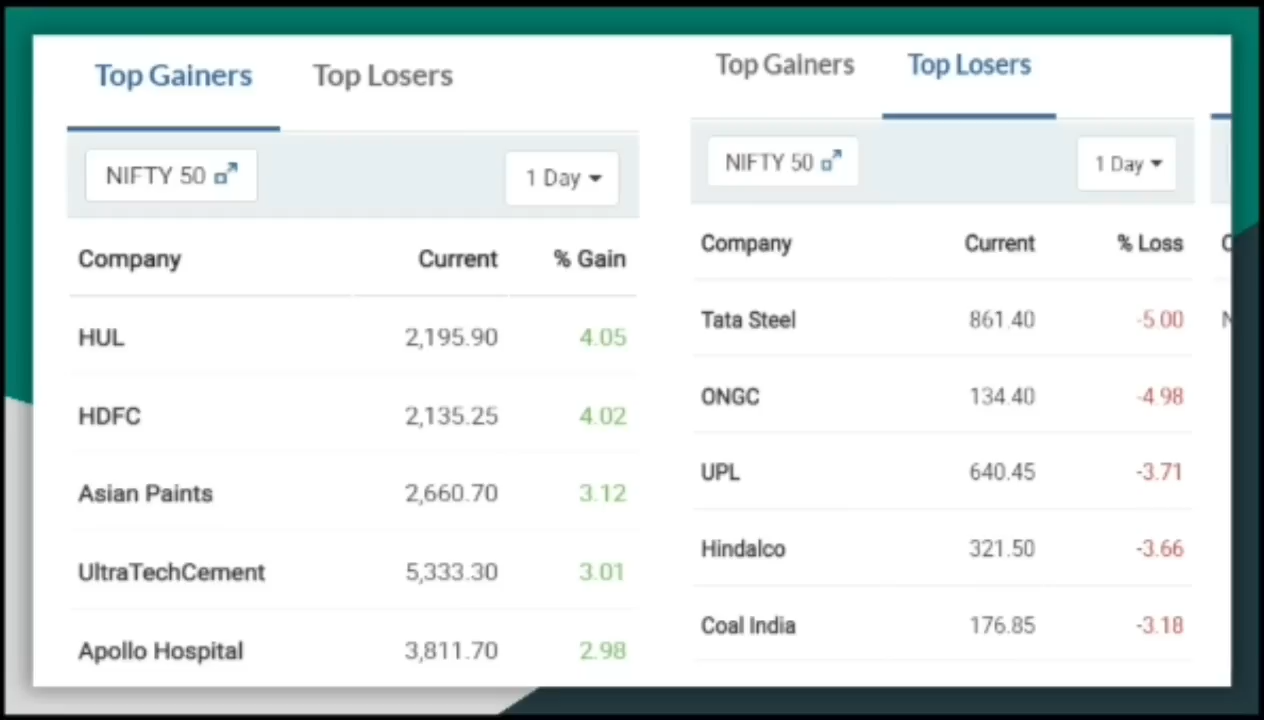 Top Gainers Top Losers
NIFTY 50 1 Day
Company Current % Gain
HUL 2,195.90 4.05
HDFC 2,135.25 4.02
Asian Paints 2,660.70 3.12
UltraTechCement 5,333.30 3.01
Apollo Hospital 3,811.70 2.98
Top Gainers Top Losers
NIFTY 50 1 Day
Company Current % Loss
Tata Steel 861.40 -5.00
ONGC 134.40 -4.98
UPL 640.45 -3.71
Hindalco 321.50 -3.66
Coal India 176.85 -3.18